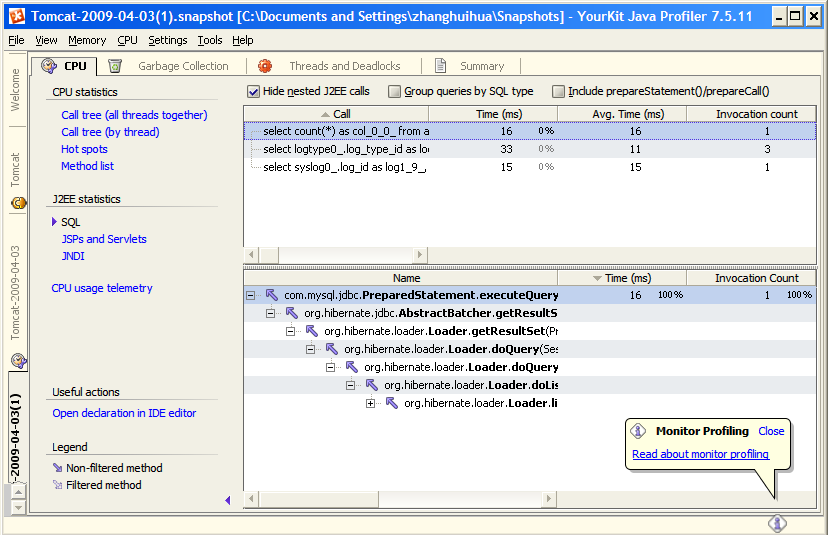 Tomcat-2009-04-03(1).snapshot [C:\Documents and Settings\zhanghuihua\Snapshots] - YourKit Java Profiler 7.5.11
File View Memory CPU Settings Tools Help
Welcome
Tomcat
Tomcat-2009-04-03
-2009-04-03(1)
CPU Garbage Collection Threads and Deadlocks Summary
CPU statistics
Call tree (all threads together)
Call tree (by thread)
Hot spots
Method list
J2EE statistics
SQL
JSPs and Servlets
JNDI
CPU usage telemetry
Useful actions
Open declaration in IDE editor
Legend
Non-filtered method
Filtered method
Hide nested J2EE calls Group queries by SQL type Include prepareStatement()/prepareCall()
Call Time (ms) Avg. Time (ms) Invocation count
select count(*) as col_0_0_ from a 16 0% 16 1
select logtype0_.log_type_id as lo 33 0% 11 3
select syslog0_.log_id as log1_9_, 15 0% 15 1
Name Time (ms) Invocation Count
com.mysql.jdbc.PreparedStatement.executeQuery 16 100% 1 100%
org.hibernate.jdbc.AbstractBatcher.getResultS
org.hibernate.loader.Loader.getResultSet(Pr
org.hibernate.loader.Loader.doQuery(Ses
org.hibernate.loader.Loader.doQuery
org.hibernate.loader.Loader.doLis
org.hibernate.loader.Loader.li
Monitor Profiling Close
Read about monitor profiling